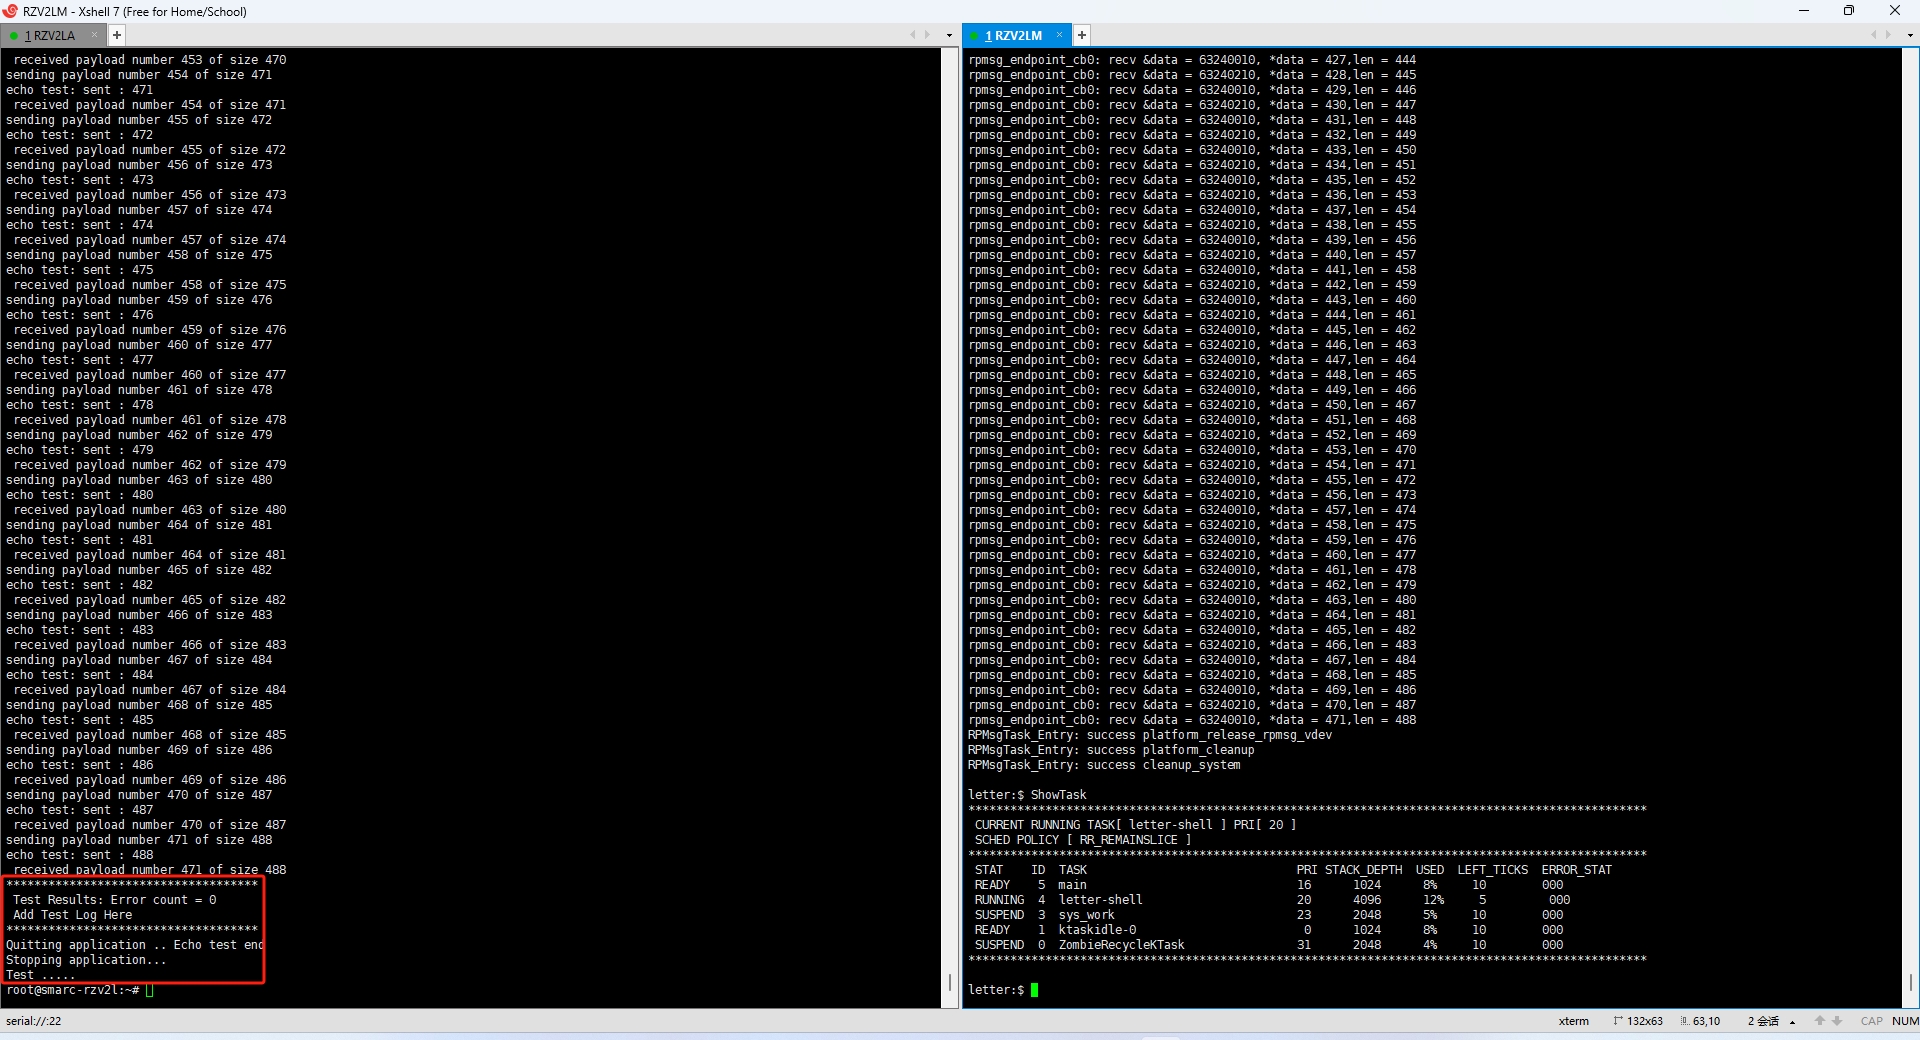 RZV2LM - Xshell 7 (Free for Home/School)
1 RZV2LA
received payload number 453 of size 470
sending payload number 454 of size 471
echo test: sent : 471
received payload number 454 of size 471
sending payload number 455 of size 472
echo test: sent : 472
received payload number 455 of size 472
sending payload number 456 of size 473
echo test: sent : 473
received payload number 456 of size 473
sending payload number 457 of size 474
echo test: sent : 474
received payload number 457 of size 474
sending payload number 458 of size 475
echo test: sent : 475
received payload number 458 of size 475
sending payload number 459 of size 476
echo test: sent : 476
received payload number 459 of size 476
sending payload number 460 of size 477
echo test: sent : 477
received payload number 460 of size 477
sending payload number 461 of size 478
echo test: sent : 478
received payload number 461 of size 478
sending payload number 462 of size 479
echo test: sent : 479
received payload number 462 of size 479
sending payload number 463 of size 480
echo test: sent : 480
received payload number 463 of size 480
sending payload number 464 of size 481
echo test: sent : 481
received payload number 464 of size 481
sending payload number 465 of size 482
echo test: sent : 482
received payload number 465 of size 482
sending payload number 466 of size 483
echo test: sent : 483
received payload number 466 of size 483
sending payload number 467 of size 484
echo test: sent : 484
received payload number 467 of size 484
sending payload number 468 of size 485
echo test: sent : 485
received payload number 468 of size 485
sending payload number 469 of size 486
echo test: sent : 486
received payload number 469 of size 486
sending payload number 470 of size 487
echo test: sent : 487
received payload number 470 of size 487
sending payload number 471 of size 488
echo test: sent : 488
received payload number 471 of size 488
************************************
Test Results: Error count = 0
Add Test Log Here
************************************
Quitting application .. Echo test end
Stopping application...
Test .....
root@smarc-rzv2l:~#
1 RZV2LM
rpmsg_endpoint_cb0: recv &data = 63240010, *data = 427,len = 444
rpmsg_endpoint_cb0: recv &data = 63240210, *data = 428,len = 445
rpmsg_endpoint_cb0: recv &data = 63240010, *data = 429,len = 446
rpmsg_endpoint_cb0: recv &data = 63240210, *data = 430,len = 447
rpmsg_endpoint_cb0: recv &data = 63240010, *data = 431,len = 448
rpmsg_endpoint_cb0: recv &data = 63240210, *data = 432,len = 449
rpmsg_endpoint_cb0: recv &data = 63240010, *data = 433,len = 450
rpmsg_endpoint_cb0: recv &data = 63240210, *data = 434,len = 451
rpmsg_endpoint_cb0: recv &data = 63240010, *data = 435,len = 452
rpmsg_endpoint_cb0: recv &data = 63240210, *data = 436,len = 453
rpmsg_endpoint_cb0: recv &data = 63240010, *data = 437,len = 454
rpmsg_endpoint_cb0: recv &data = 63240210, *data = 438,len = 455
rpmsg_endpoint_cb0: recv &data = 63240010, *data = 439,len = 456
rpmsg_endpoint_cb0: recv &data = 63240210, *data = 440,len = 457
rpmsg_endpoint_cb0: recv &data = 63240010, *data = 441,len = 458
rpmsg_endpoint_cb0: recv &data = 63240210, *data = 442,len = 459
rpmsg_endpoint_cb0: recv &data = 63240010, *data = 443,len = 460
rpmsg_endpoint_cb0: recv &data = 63240210, *data = 444,len = 461
rpmsg_endpoint_cb0: recv &data = 63240010, *data = 445,len = 462
rpmsg_endpoint_cb0: recv &data = 63240210, *data = 446,len = 463
rpmsg_endpoint_cb0: recv &data = 63240010, *data = 447,len = 464
rpmsg_endpoint_cb0: recv &data = 63240210, *data = 448,len = 465
rpmsg_endpoint_cb0: recv &data = 63240010, *data = 449,len = 466
rpmsg_endpoint_cb0: recv &data = 63240210, *data = 450,len = 467
rpmsg_endpoint_cb0: recv &data = 63240010, *data = 451,len = 468
rpmsg_endpoint_cb0: recv &data = 63240210, *data = 452,len = 469
rpmsg_endpoint_cb0: recv &data = 63240010, *data = 453,len = 470
rpmsg_endpoint_cb0: recv &data = 63240210, *data = 454,len = 471
rpmsg_endpoint_cb0: recv &data = 63240010, *data = 455,len = 472
rpmsg_endpoint_cb0: recv &data = 63240210, *data = 456,len = 473
rpmsg_endpoint_cb0: recv &data = 63240010, *data = 457,len = 474
rpmsg_endpoint_cb0: recv &data = 63240210, *data = 458,len = 475
rpmsg_endpoint_cb0: recv &data = 63240010, *data = 459,len = 476
rpmsg_endpoint_cb0: recv &data = 63240210, *data = 460,len = 477
rpmsg_endpoint_cb0: recv &data = 63240010, *data = 461,len = 478
rpmsg_endpoint_cb0: recv &data = 63240210, *data = 462,len = 479
rpmsg_endpoint_cb0: recv &data = 63240010, *data = 463,len = 480
rpmsg_endpoint_cb0: recv &data = 63240210, *data = 464,len = 481
rpmsg_endpoint_cb0: recv &data = 63240010, *data = 465,len = 482
rpmsg_endpoint_cb0: recv &data = 63240210, *data = 466,len = 483
rpmsg_endpoint_cb0: recv &data = 63240010, *data = 467,len = 484
rpmsg_endpoint_cb0: recv &data = 63240210, *data = 468,len = 485
rpmsg_endpoint_cb0: recv &data = 63240010, *data = 469,len = 486
rpmsg_endpoint_cb0: recv &data = 63240210, *data = 470,len = 487
rpmsg_endpoint_cb0: recv &data = 63240010, *data = 471,len = 488
RPMsgTask_Entry: success platform_release_rpmsg_vdev
RPMsgTask_Entry: success platform_cleanup
RPMsgTask_Entry: success cleanup_system
letter:$ ShowTask
*************************************************************************************************
CURRENT RUNNING TASK[ letter-shell ] PRI[ 20 ]
SCHED POLICY [ RR_REMAINSLICE ]
*************************************************************************************************
STAT ID TASK PRI STACK_DEPTH USED LEFT_TICKS ERROR_STAT
READY 5 main 16 1024 8% 10 000
RUNNING 4 letter-shell 20 4096 12% 5 000
SUSPEND 3 sys_work 23 2048 5% 10 000
READY 1 ktaskidle-0 0 1024 8% 10 000
SUSPEND 0 ZombieRecycleKTask 31 2048 4% 10 000
*************************************************************************************************
letter:$
serial://:22
xterm 132x63 63,10 2 会话 CAP NUM